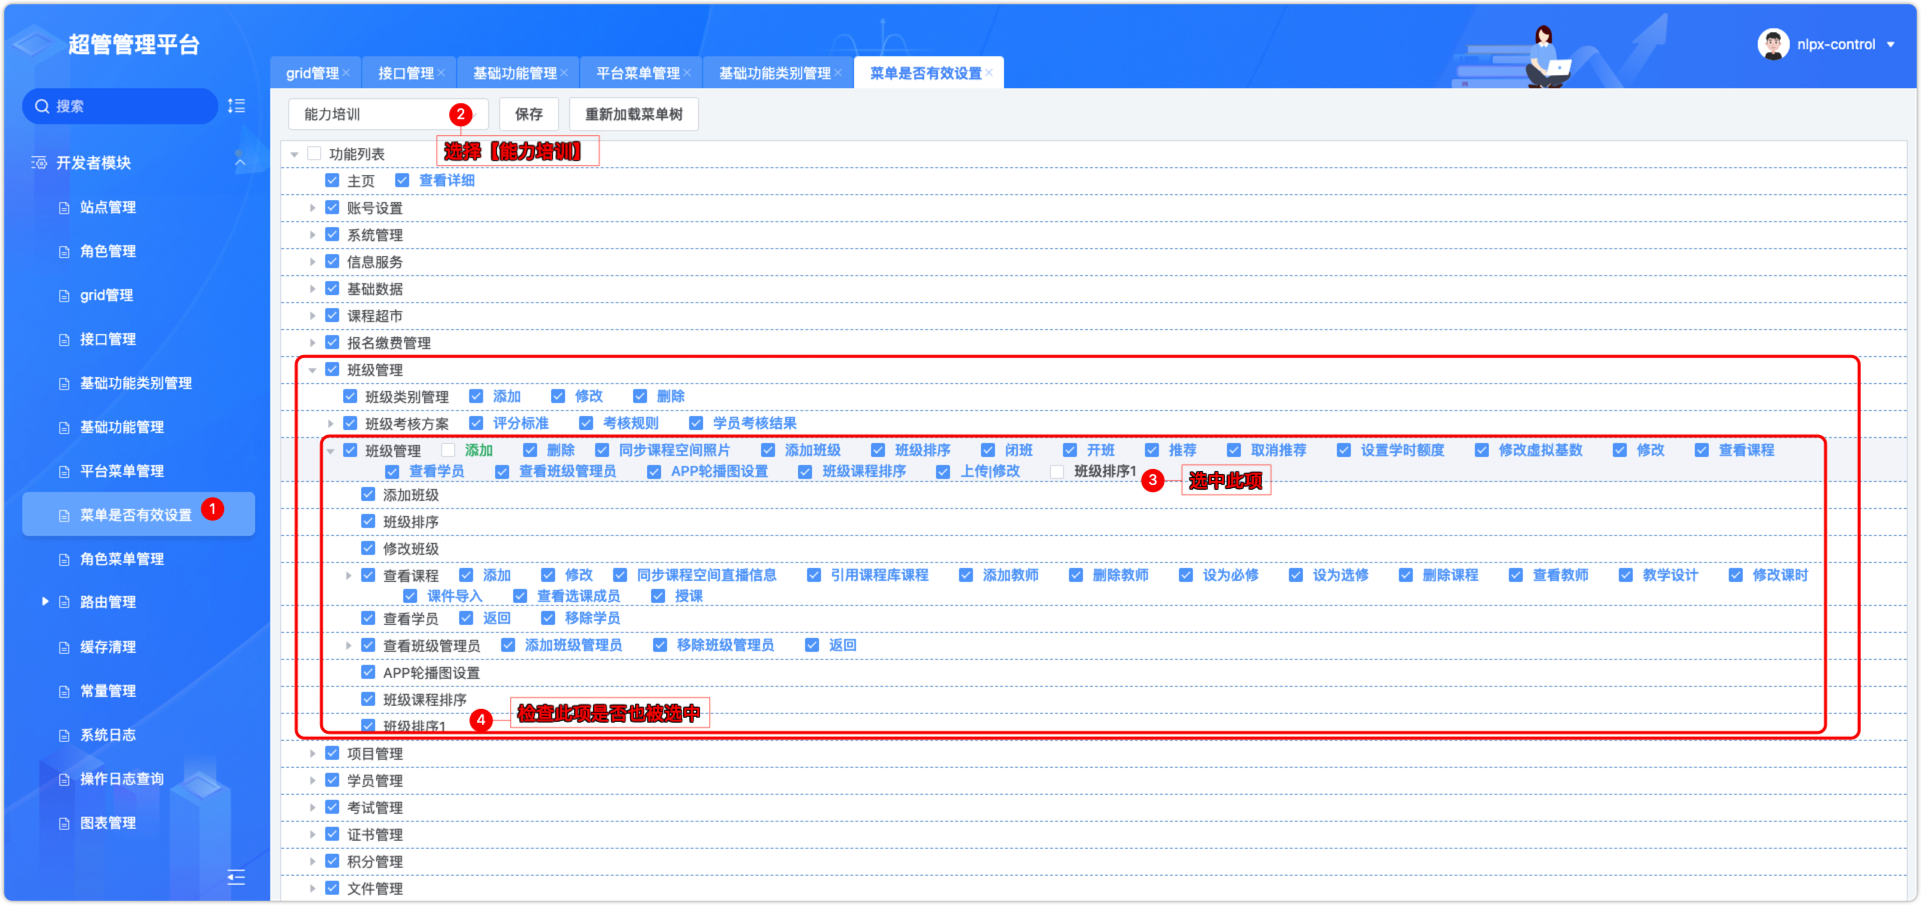 超管管理平台
nlpx-control
grid管理 接口管理 基础功能管理 平台菜单管理 基础功能类别管理 菜单是否有效设置
搜索
能力培训 2 保存 重新加载菜单树
选择【能力培训】
开发者模块
站点管理
角色管理
grid管理
接口管理
基础功能类别管理
基础功能管理
平台菜单管理
菜单是否有效设置 1
角色菜单管理
路由管理
缓存清理
常量管理
系统日志
操作日志查询
图表管理
功能列表
主页 查看详细
账号设置
系统管理
信息服务
基础数据
课程超市
报名缴费管理
班级管理
班级类别管理 添加 修改 删除
班级考核方案 评分标准 考核规则 学员考核结果
班级管理 添加 删除 同步课程空间照片 添加班级 班级排序 闭班 开班 推荐 取消推荐 设置学时额度 修改虚拟基数 修改 查看课程
查看学员 查看班级管理员 APP轮播图设置 班级课程排序 上传|修改 班级排序1
3 选中此项
添加班级
班级排序
修改班级
查看课程 添加 修改 同步课程空间直播信息 引用课程库课程 添加教师 删除教师 设为必修 设为选修 删除课程 查看教师 教学设计 修改课时
课件导入 查看选课成员 授课
查看学员 返回 移除学员
查看班级管理员 添加班级管理员 移除班级管理员 返回
APP轮播图设置
班级课程排序
班级排序1 4 检查此项是否也被选中
项目管理
学员管理
考试管理
证书管理
积分管理
文件管理